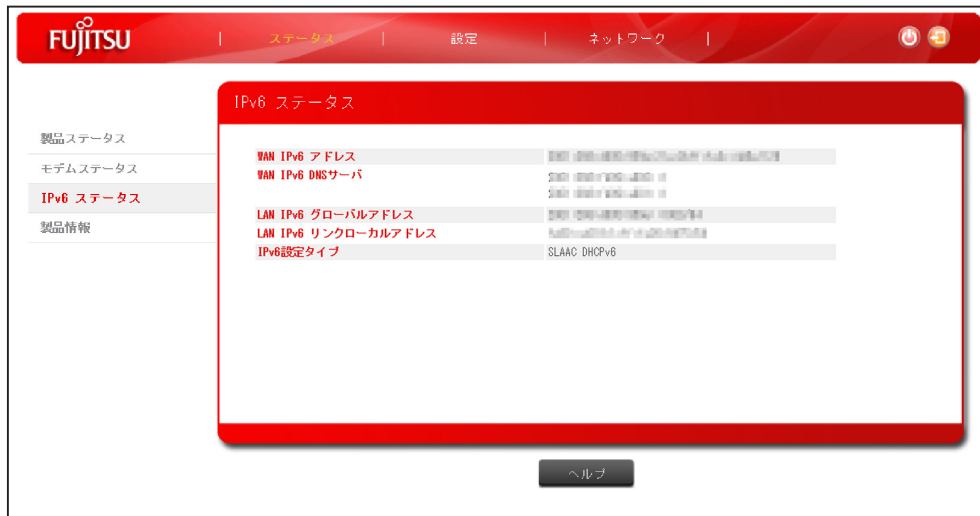 FUJITSU
ステータス
設定
ネットワーク
IPv6 ステータス
製品ステータス
モデムステータス
IPv6 ステータス
製品情報
WAN IPv6 アドレス
WAN IPv6 DNSサーバ
LAN IPv6 グローバルアドレス
LAN IPv6 リンクローカルアドレス
IPv6設定タイプ SLAAC DHCPv6
ヘルプ